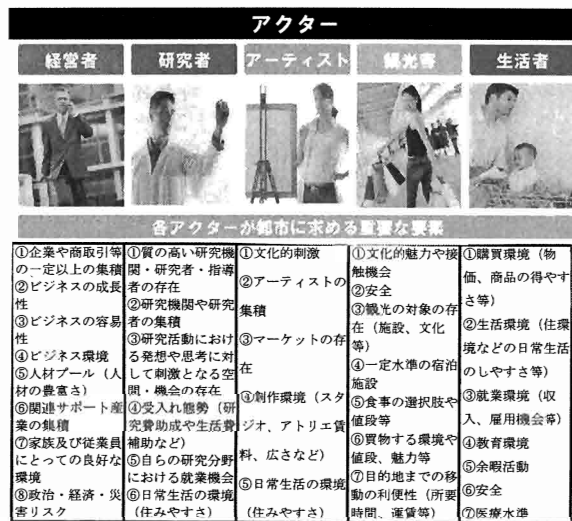 アクター
経営者
研究者
アーティスト
観光客
生活者
各アクターが都市に求める重要な要素
①企業や商取引等
の一定以上の集積
②ビジネスの成長
性
③ビジネスの容易
性
④ビジネス環境
⑤人材プール（人
材の豊富さ）
⑥関連サポート産
業の集積
⑦家族及び従業員
にとっての良好な
環境
⑧政治・経済・災
害リスク
①質の高い研究機
関・研究者・指導
者の存在
②研究機関や研究
者の集積
③研究活動におけ
る発想や思考に対
して刺激となる空
間・機会の存在
④受入れ態勢（研
究費助成や生活費
補助など）
⑤自らの研究分野
における就業機会
⑥日常生活の環境
（住みやすさ）
①文化的刺激
②アーティストの
集積
③マーケットの存
在
④創作環境（スタ
ジオ、アトリエ賃
料、広さなど）
⑤日常生活の環境
（住みやすさ）
①文化的魅力や接
触機会
②安全
③観光の対象の存
在（施設、文化
等）
④一定水準の宿泊
施設
⑤食事の選択肢や
値段等
⑥買物する環境や
値段、魅力等
⑦目的地までの移
動の利便性（所要
時間、運賃等）
①購買環境（物
価、商品の得やす
さ等）
②生活環境（住環
境などの日常生活
のしやすさ等）
③就業環境（収
入、雇用機会等）
④教育環境
⑤余暇活動
⑥安全
⑦医療水準